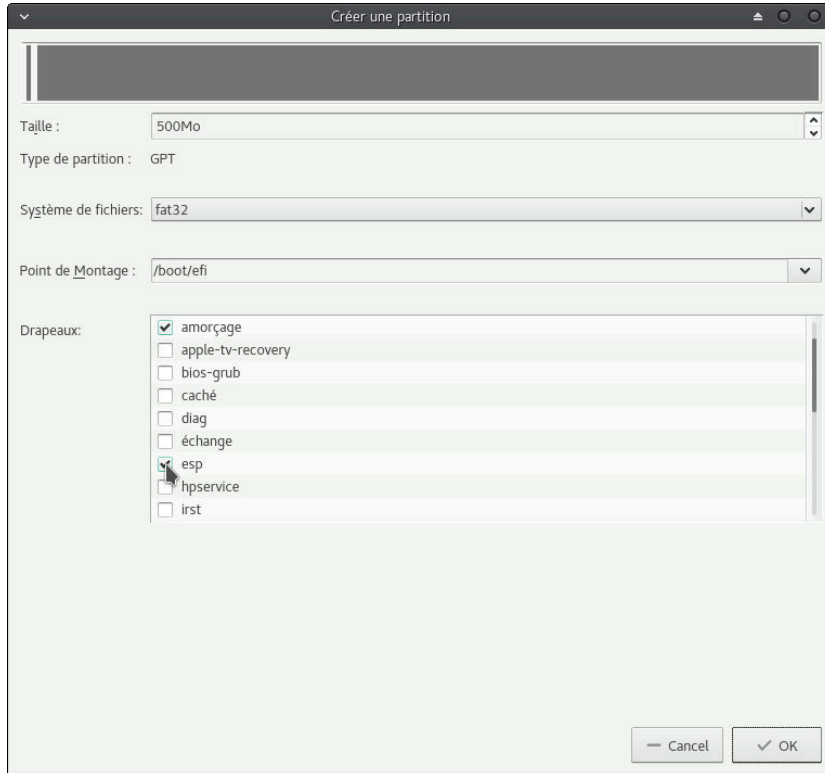 Créer une partition
Taille :
500Mo
Type de partition :
GPT
Système de fichiers:
fat32
Point de Montage :
/boot/efi
Drapeaux:
amorçage
apple-tv-recovery
bios-grub
caché
diag
échange
esp
hpservice
irst
Cancel
OK